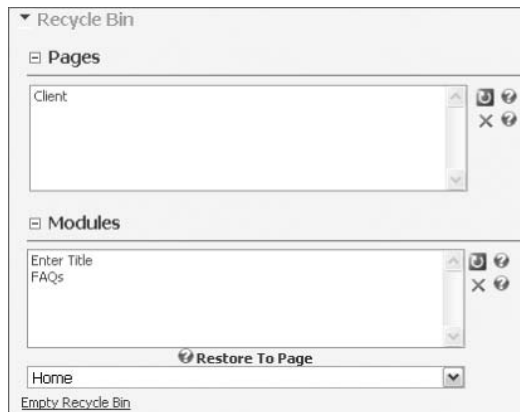 Recycle Bin
Pages
Client
Modules
Enter Title
FAQs
Restore To Page
Home
Empty Recycle Bin